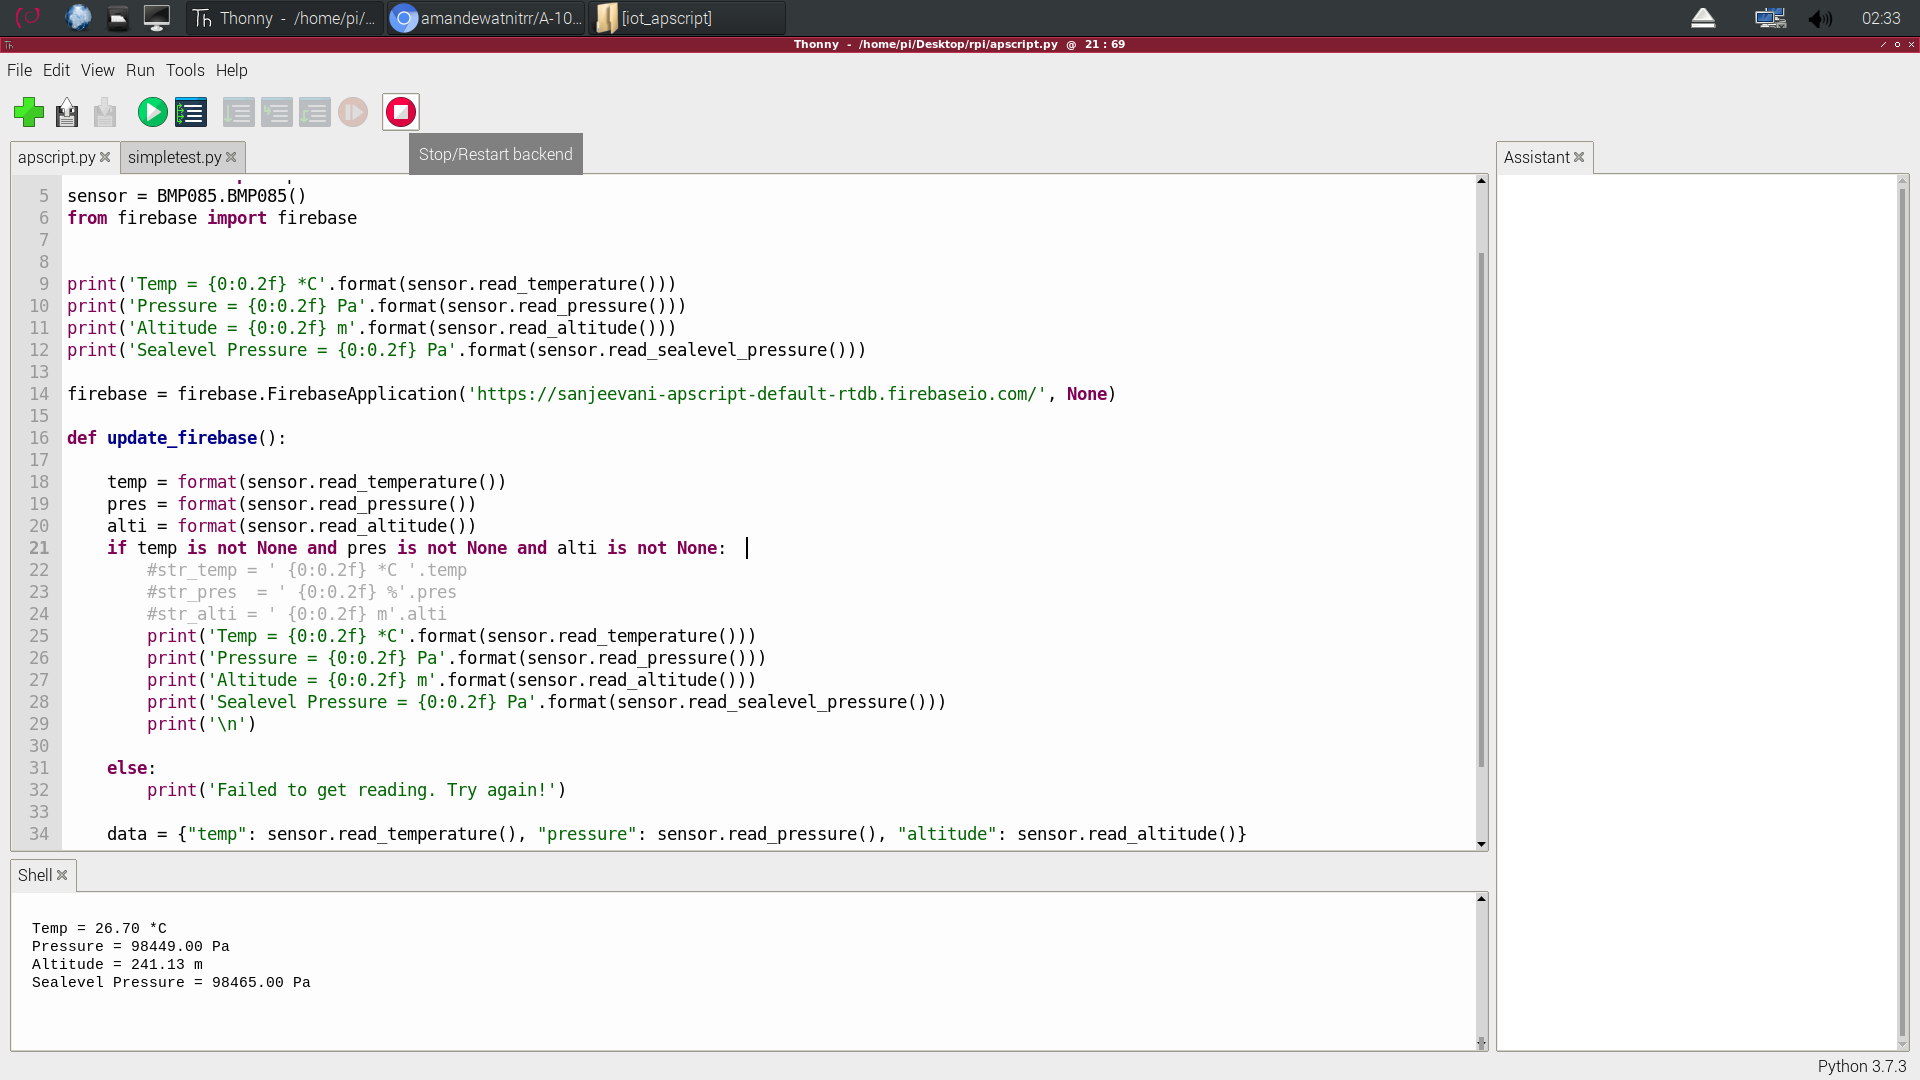 Thonny - /home/pi/...
amandewatnitrr/A-10...
[iot_apscript]
02:33
Thonny - /home/pi/Desktop/rpi/apscript.py @ 21 : 69
File Edit View Run Tools Help
Stop/Restart backend
apscript.py
simpletest.py
Assistant
5 sensor = BMP085.BMP085()
6 from firebase import firebase
7
8
9 print('Temp = {0:0.2f} *C'.format(sensor.read_temperature()))
10 print('Pressure = {0:0.2f} Pa'.format(sensor.read_pressure()))
11 print('Altitude = {0:0.2f} m'.format(sensor.read_altitude()))
12 print('Sealevel Pressure = {0:0.2f} Pa'.format(sensor.read_sealevel_pressure()))
13
14 firebase = firebase.FirebaseApplication('https://sanjeevani-apscript-default-rtdb.firebaseio.com/', None)
15
16 def update_firebase():
17
18     temp = format(sensor.read_temperature())
19     pres = format(sensor.read_pressure())
20     alti = format(sensor.read_altitude())
21     if temp is not None and pres is not None and alti is not None:
22         #str_temp = ' {0:0.2f} *C '.temp
23         #str_pres  = ' {0:0.2f} %'.pres
24         #str_alti = ' {0:0.2f} m'.alti
25         print('Temp = {0:0.2f} *C'.format(sensor.read_temperature()))
26         print('Pressure = {0:0.2f} Pa'.format(sensor.read_pressure()))
27         print('Altitude = {0:0.2f} m'.format(sensor.read_altitude()))
28         print('Sealevel Pressure = {0:0.2f} Pa'.format(sensor.read_sealevel_pressure()))
29         print('\n')
30
31     else:
32         print('Failed to get reading. Try again!')
33
34     data = {"temp": sensor.read_temperature(), "pressure": sensor.read_pressure(), "altitude": sensor.read_altitude()}
Shell
Temp = 26.70 *C
Pressure = 98449.00 Pa
Altitude = 241.13 m
Sealevel Pressure = 98465.00 Pa
Python 3.7.3